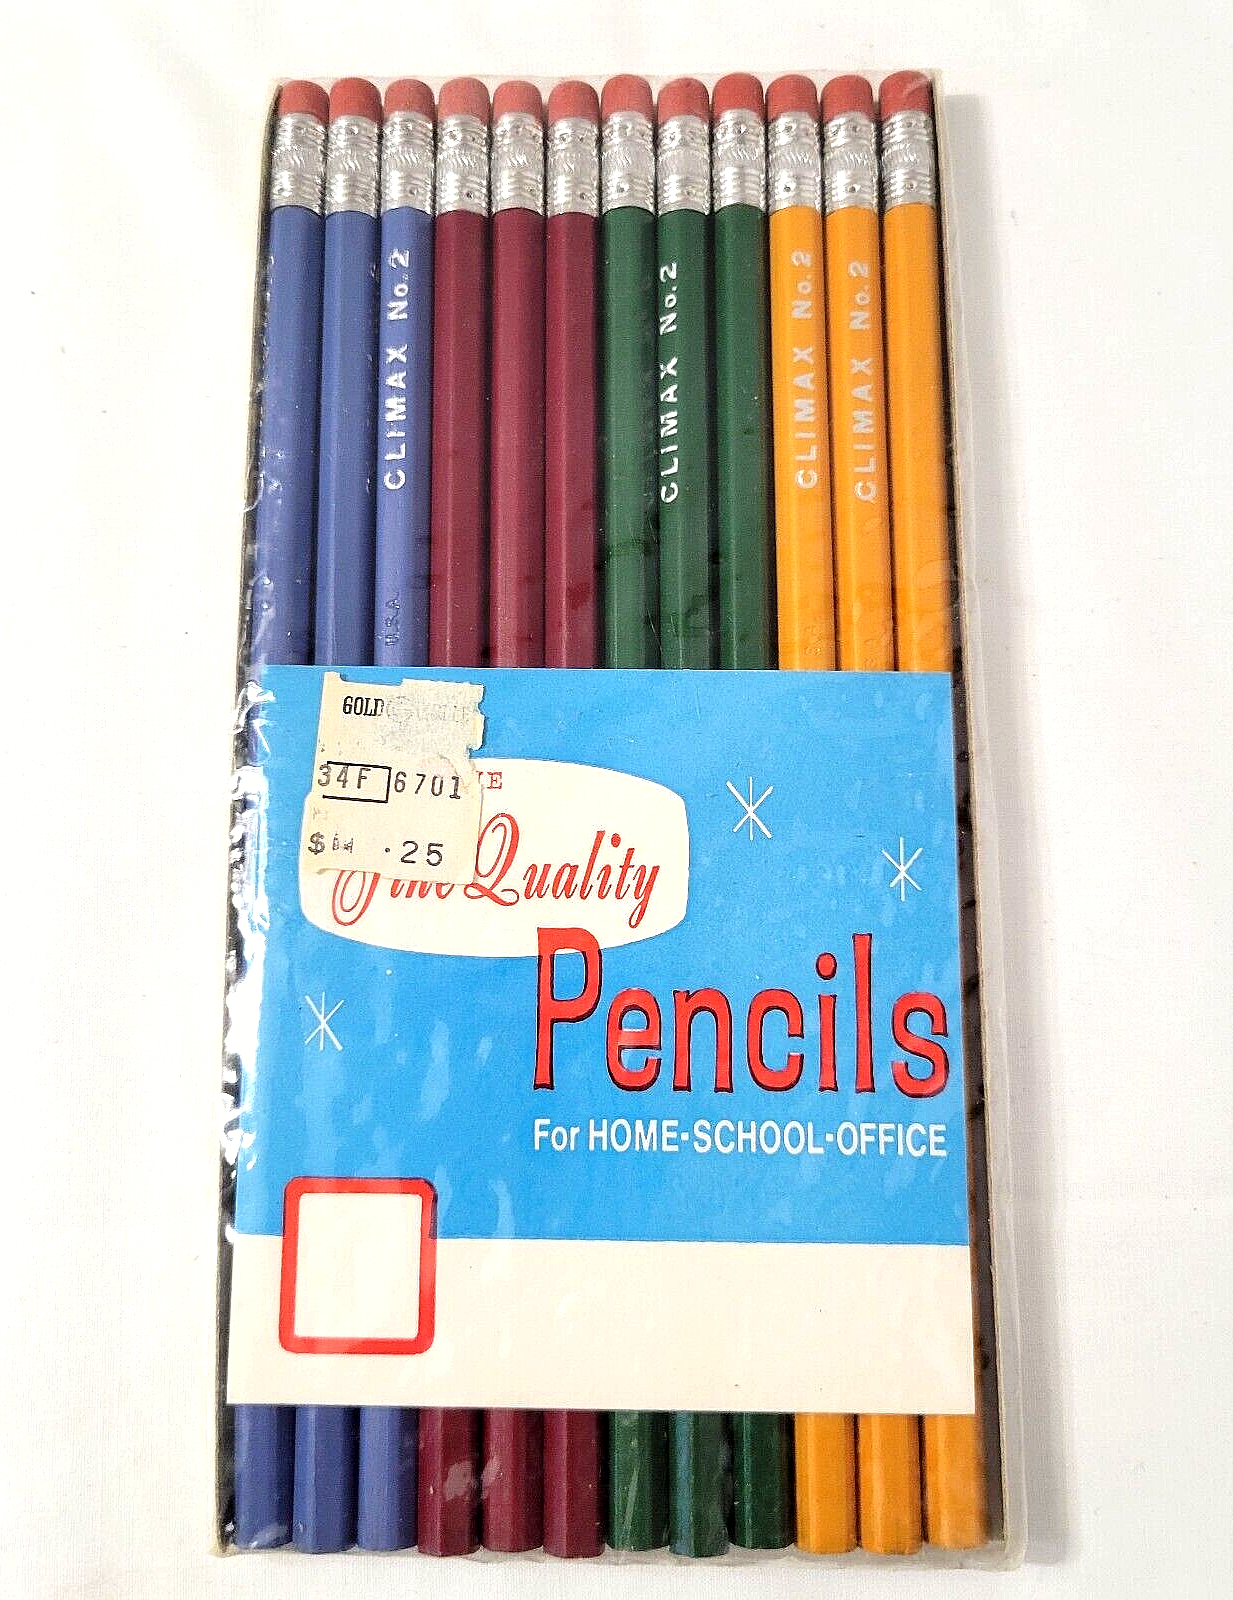 CLIMAX No.2
U.S.A.
CLIMAX No.2
CLIMAX No.2
CLIMAX No.2
GOLD
34F 6701
$ .25
Fine Quality
Pencils
For HOME-SCHOOL-OFFICE